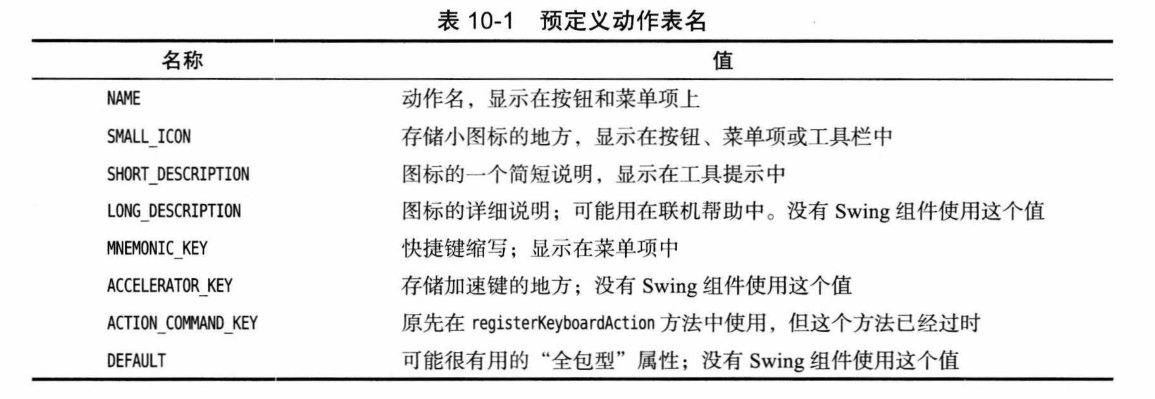 表 10-1 预定义动作表名
名称 值
NAME 动作名，显示在按钮和菜单项上
SMALL_ICON 存储小图标的地方，显示在按钮、菜单项或工具栏中
SHORT_DESCRIPTION 图标的一个简短说明，显示在工具提示中
LONG_DESCRIPTION 图标的详细说明；可能用在联机帮助中。没有 Swing 组件使用这个值
MNEMONIC_KEY 快捷键缩写；显示在菜单项中
ACCELERATOR_KEY 存储加速键的地方；没有 Swing 组件使用这个值
ACTION_COMMAND_KEY 原先在 registerKeyboardAction 方法中使用，但这个方法已经过时
DEFAULT 可能很有用的“全包型”属性；没有 Swing 组件使用这个值